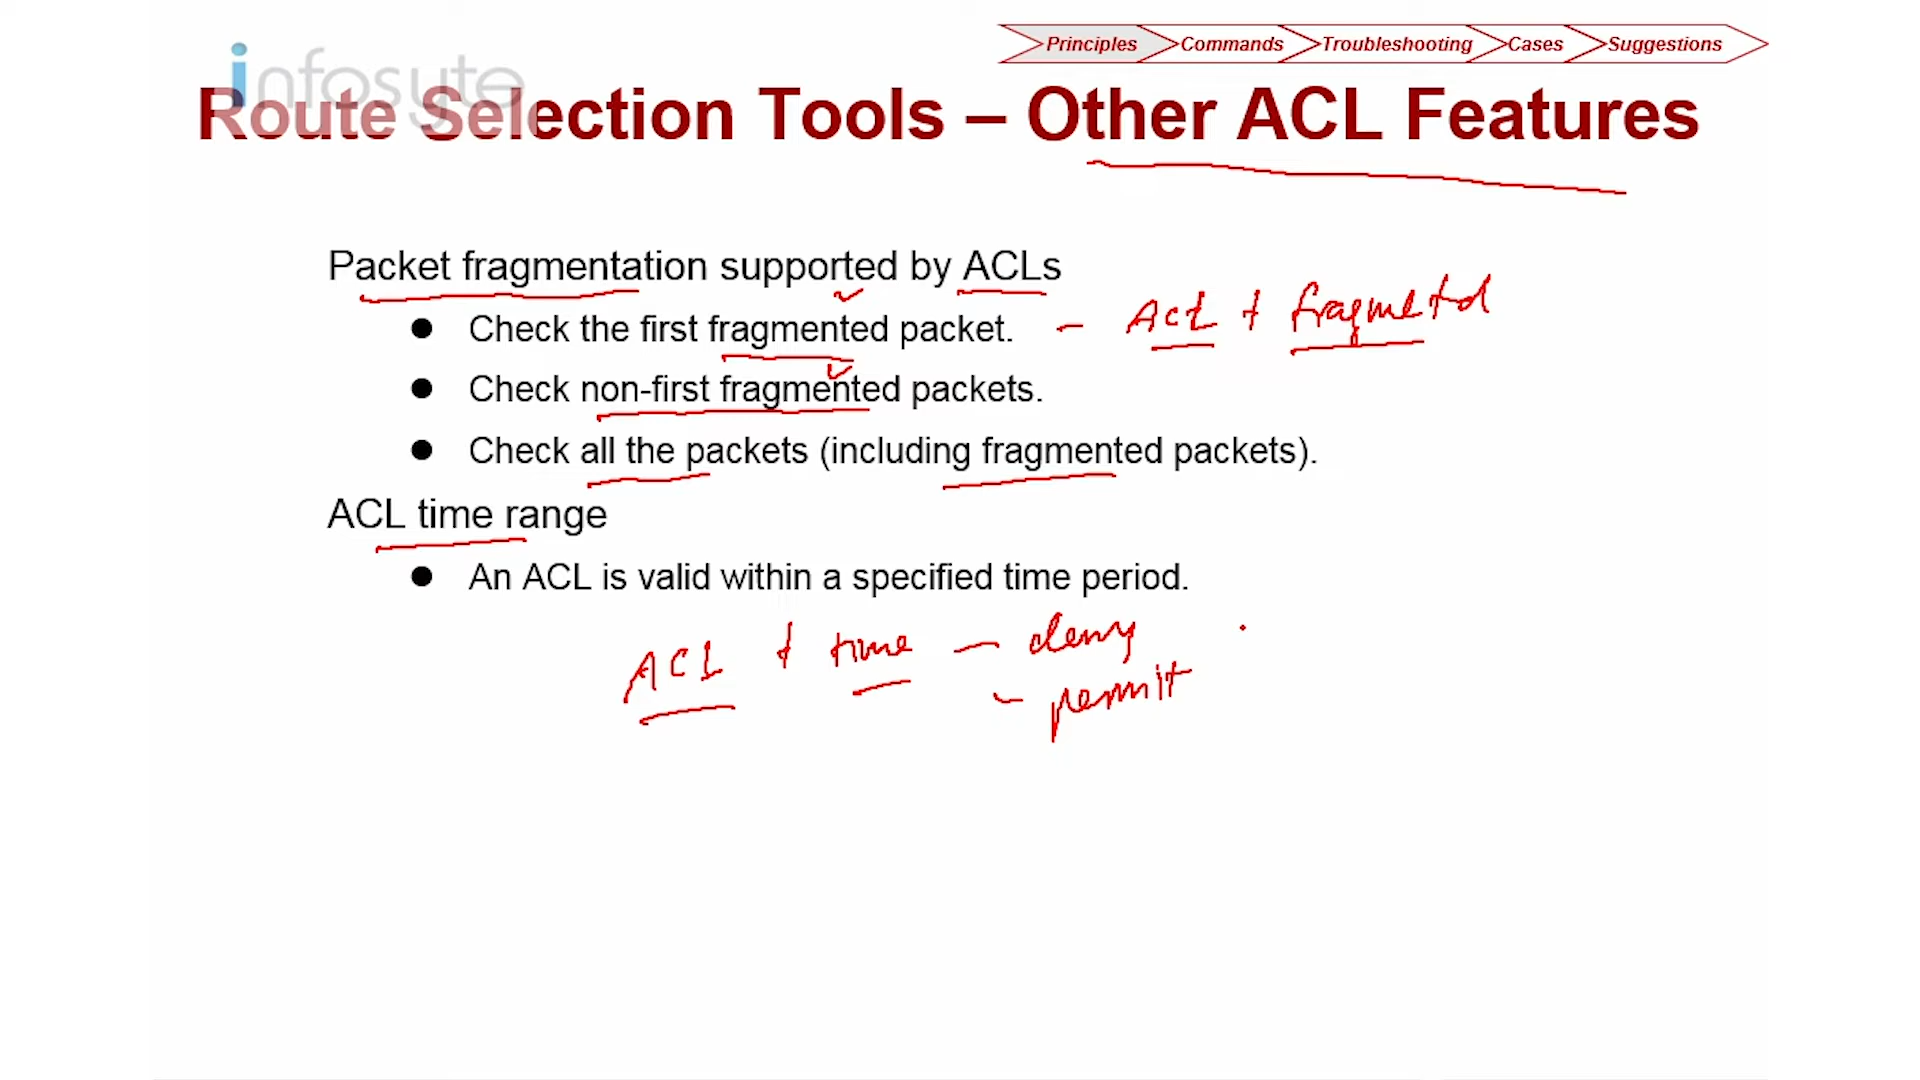 Principles Commands Troubleshooting Cases Suggestions
infosyte
Route Selection Tools – Other ACL Features
Packet fragmentation supported by ACLs
● Check the first fragmented packet. – ACL + fragmented
● Check non-first fragmented packets.
● Check all the packets (including fragmented packets).
ACL time range
● An ACL is valid within a specified time period.
ACL + time – deny
– permit